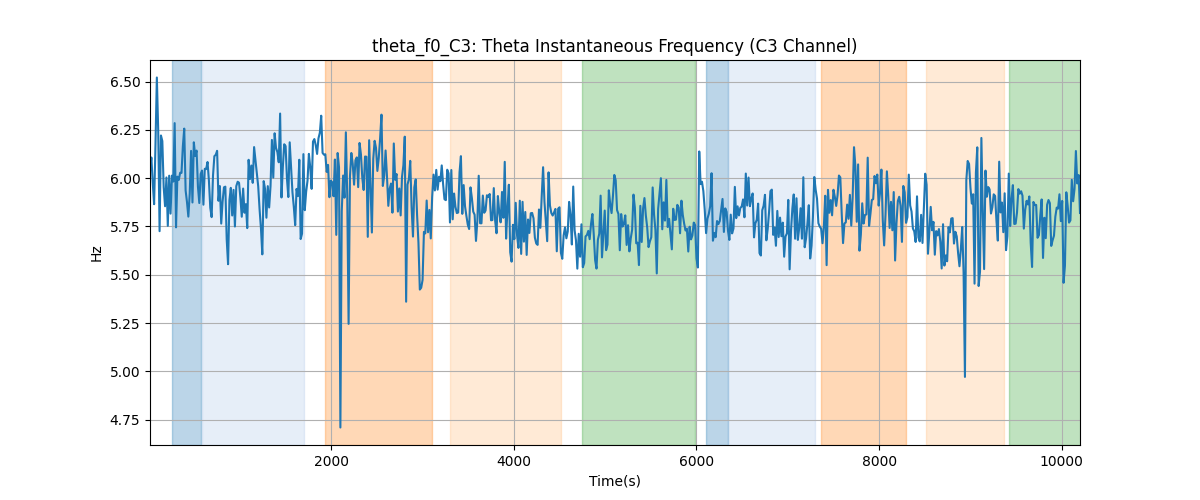 theta_f0_C3: Theta Instantaneous Frequency (C3 Channel)
6.50
6.25
6.00
5.75
5.50
5.25
5.00
4.75
Hz
2000 4000 6000 8000 10000
Time(s)